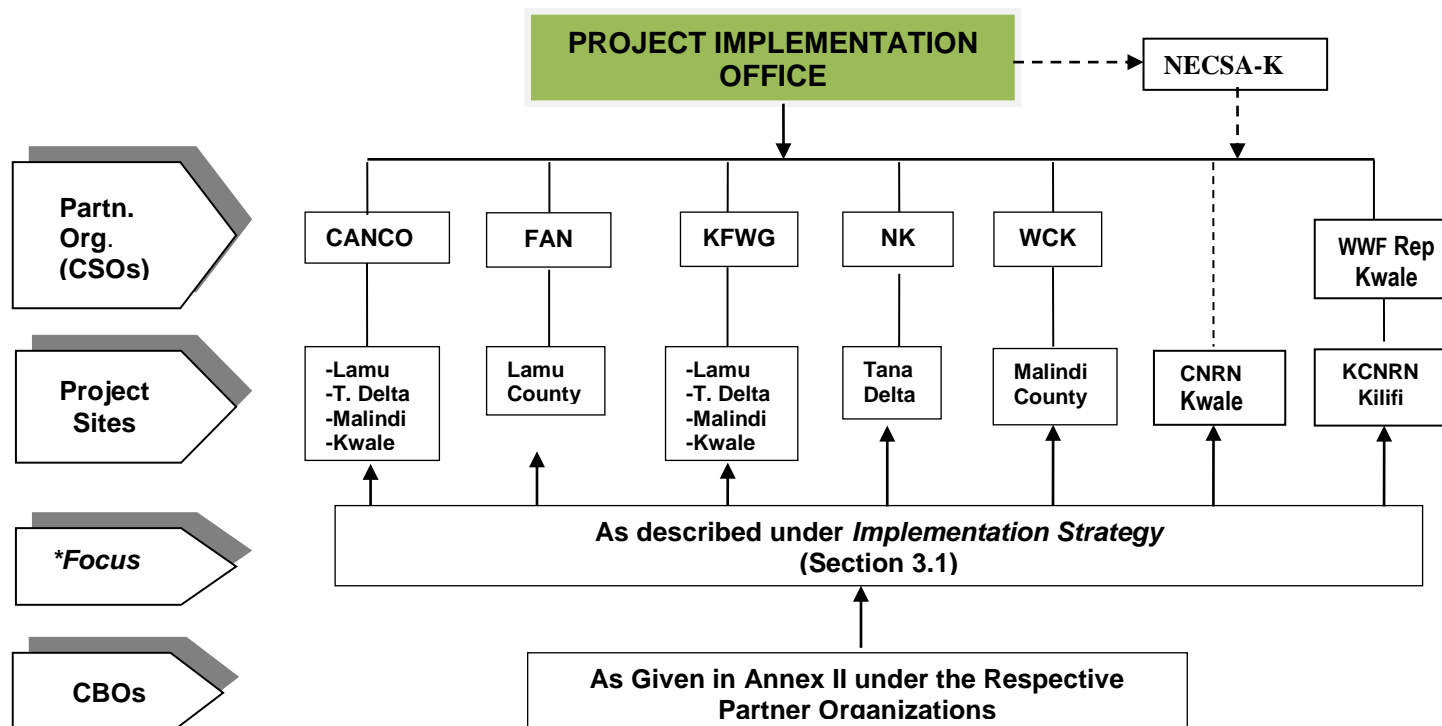 PROJECT IMPLEMENTATION
OFFICE
NECSA-K
Partn.
Org.
(CSOs)
CANCO
FAN
KFWG
NK
WCK
WWF Rep
Kwale
Project
Sites
-Lamu
-T. Delta
-Malindi
-Kwale
Lamu
County
-Lamu
-T. Delta
-Malindi
-Kwale
Tana
Delta
Malindi
County
CNRN
Kwale
KCNRN
Kilifi
*Focus
As described under Implementation Strategy
(Section 3.1)
CBOs
As Given in Annex II under the Respective
Partner Organizations